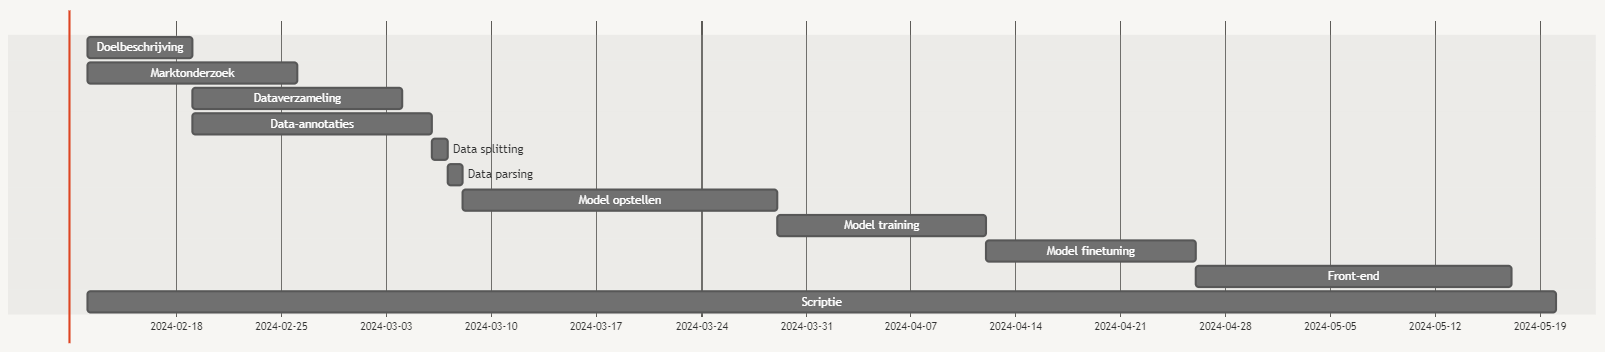 Doelbeschrijving
Marktonderzoek
Dataverzameling
Data-annotaties
Data splitting
Data parsing
Model opstellen
Model training
Model finetuning
Front-end
Scriptie
2024-02-18 2024-02-25 2024-03-03 2024-03-10 2024-03-17 2024-03-24 2024-03-31 2024-04-07 2024-04-14 2024-04-21 2024-04-28 2024-05-05 2024-05-12 2024-05-19